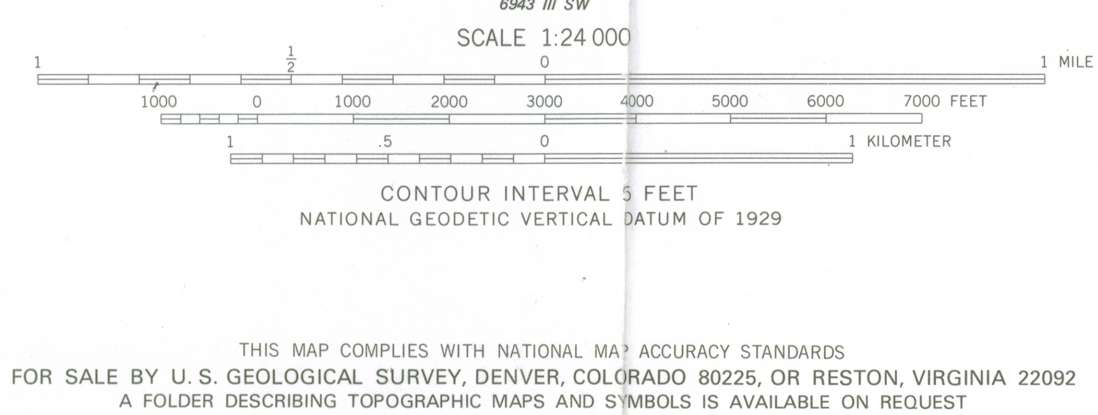 6943 III SW
SCALE 1:24 000
1 1/2 0 1 MILE
1000 0 1000 2000 3000 4000 5000 6000 7000 FEET
1 .5 0 1 KILOMETER
CONTOUR INTERVAL 5 FEET
NATIONAL GEODETIC VERTICAL DATUM OF 1929
THIS MAP COMPLIES WITH NATIONAL MAP ACCURACY STANDARDS
FOR SALE BY U. S. GEOLOGICAL SURVEY, DENVER, COLORADO 80225, OR RESTON, VIRGINIA 22092
A FOLDER DESCRIBING TOPOGRAPHIC MAPS AND SYMBOLS IS AVAILABLE ON REQUEST